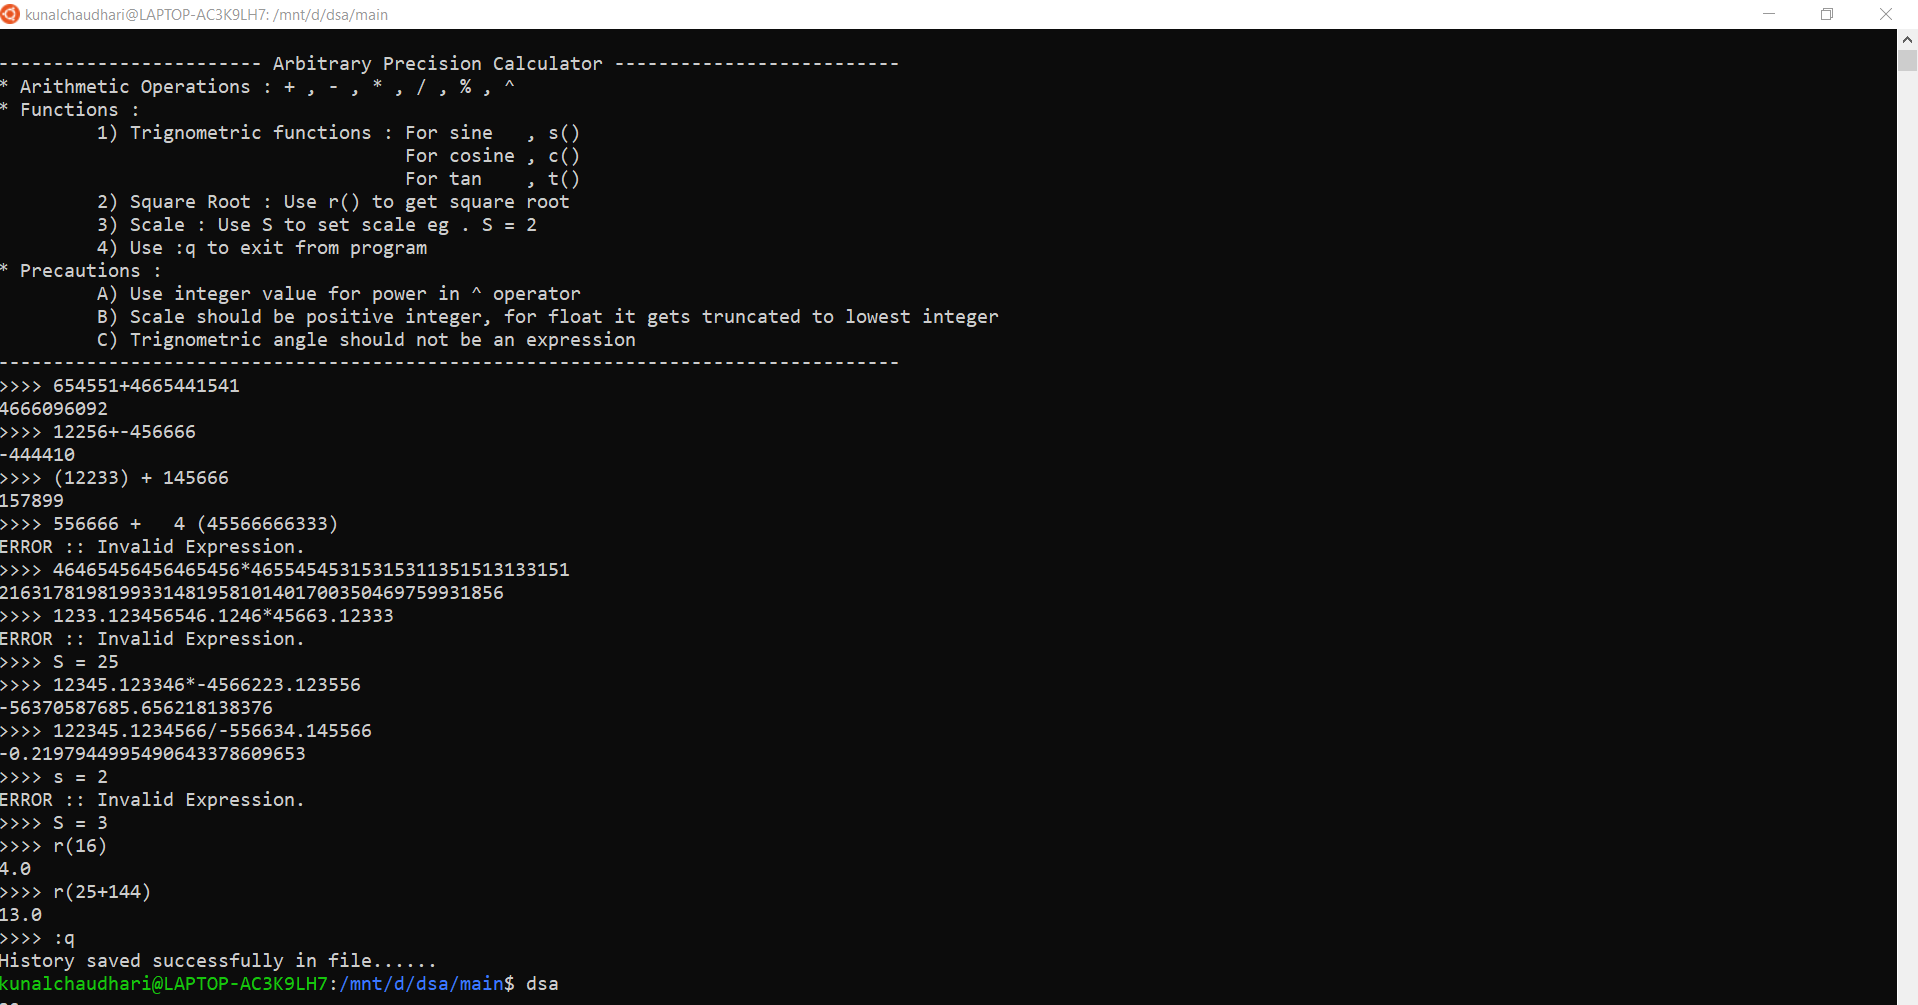 kunalchaudhari@LAPTOP-AC3K9LH7: /mnt/d/dsa/main
------------------------ Arbitrary Precision Calculator --------------------------
* Arithmetic Operations : + , - , * , / , % , ^
* Functions :
1) Trignometric functions : For sine   , s()
For cosine , c()
For tan    , t()
2) Square Root : Use r() to get square root
3) Scale : Use S to set scale eg . S = 2
4) Use :q to exit from program
* Precautions :
A) Use integer value for power in ^ operator
B) Scale should be positive integer, for float it gets truncated to lowest integer
C) Trignometric angle should not be an expression
----------------------------------------------------------------------------------
>>>> 654551+4665441541
4666096092
>>>> 12256+-456666
-444410
>>>> (12233) + 145666
157899
>>>> 556666 +   4 (45566666333)
ERROR :: Invalid Expression.
>>>> 46465456456465456*46554545315315311351513133151
2163178198199331481958101401700350469759931856
>>>> 1233.123456546.1246*45663.12333
ERROR :: Invalid Expression.
>>>> S = 25
>>>> 12345.123346*-4566223.123556
-56370587685.656218138376
>>>> 122345.1234566/-556634.145566
-0.2197944995490643378609653
>>>> s = 2
ERROR :: Invalid Expression.
>>>> S = 3
>>>> r(16)
4.0
>>>> r(25+144)
13.0
>>>> :q
History saved successfully in file......
kunalchaudhari@LAPTOP-AC3K9LH7:/mnt/d/dsa/main$ dsa